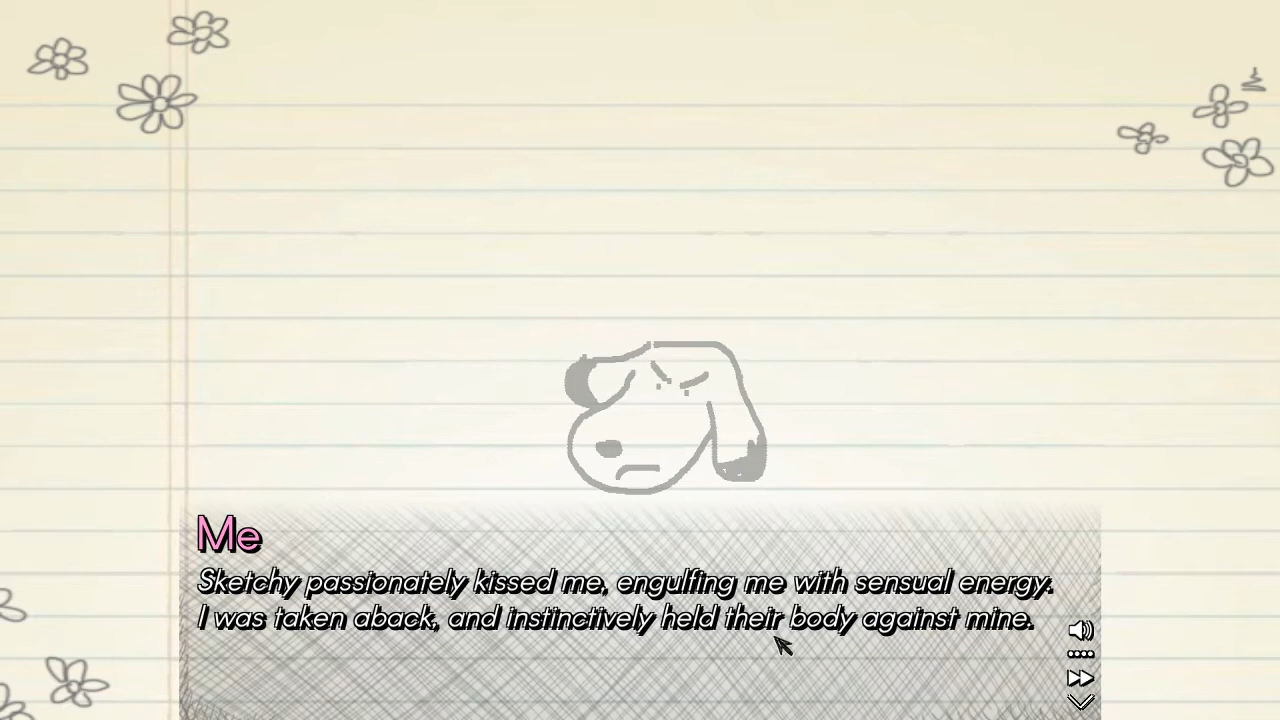 Me
Sketchy passionately kissed me, engulfing me with sensual energy.
I was taken aback, and instinctively held their body against mine.